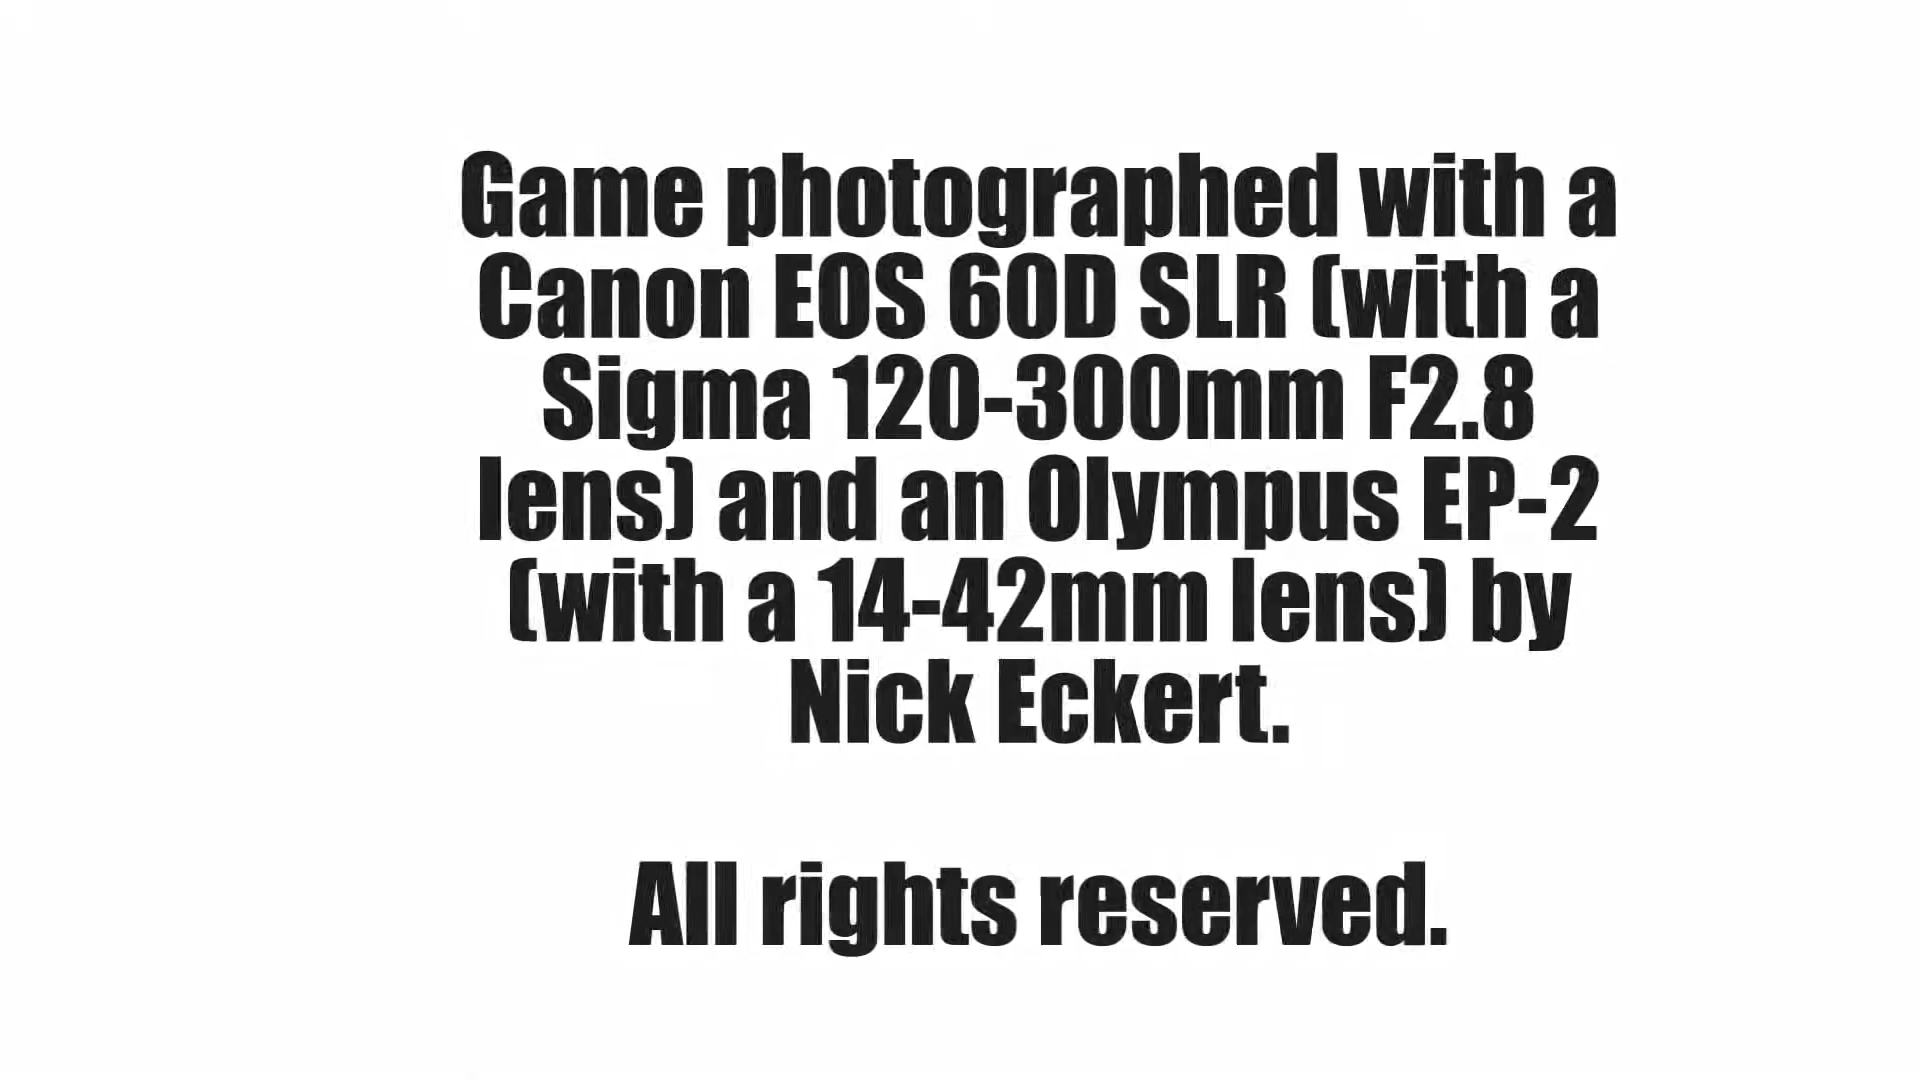 Game photographed with a
Canon EOS 60D SLR (with a
Sigma 120-300mm F2.8
lens) and an Olympus EP-2
(with a 14-42mm lens) by
Nick Eckert.
All rights reserved.